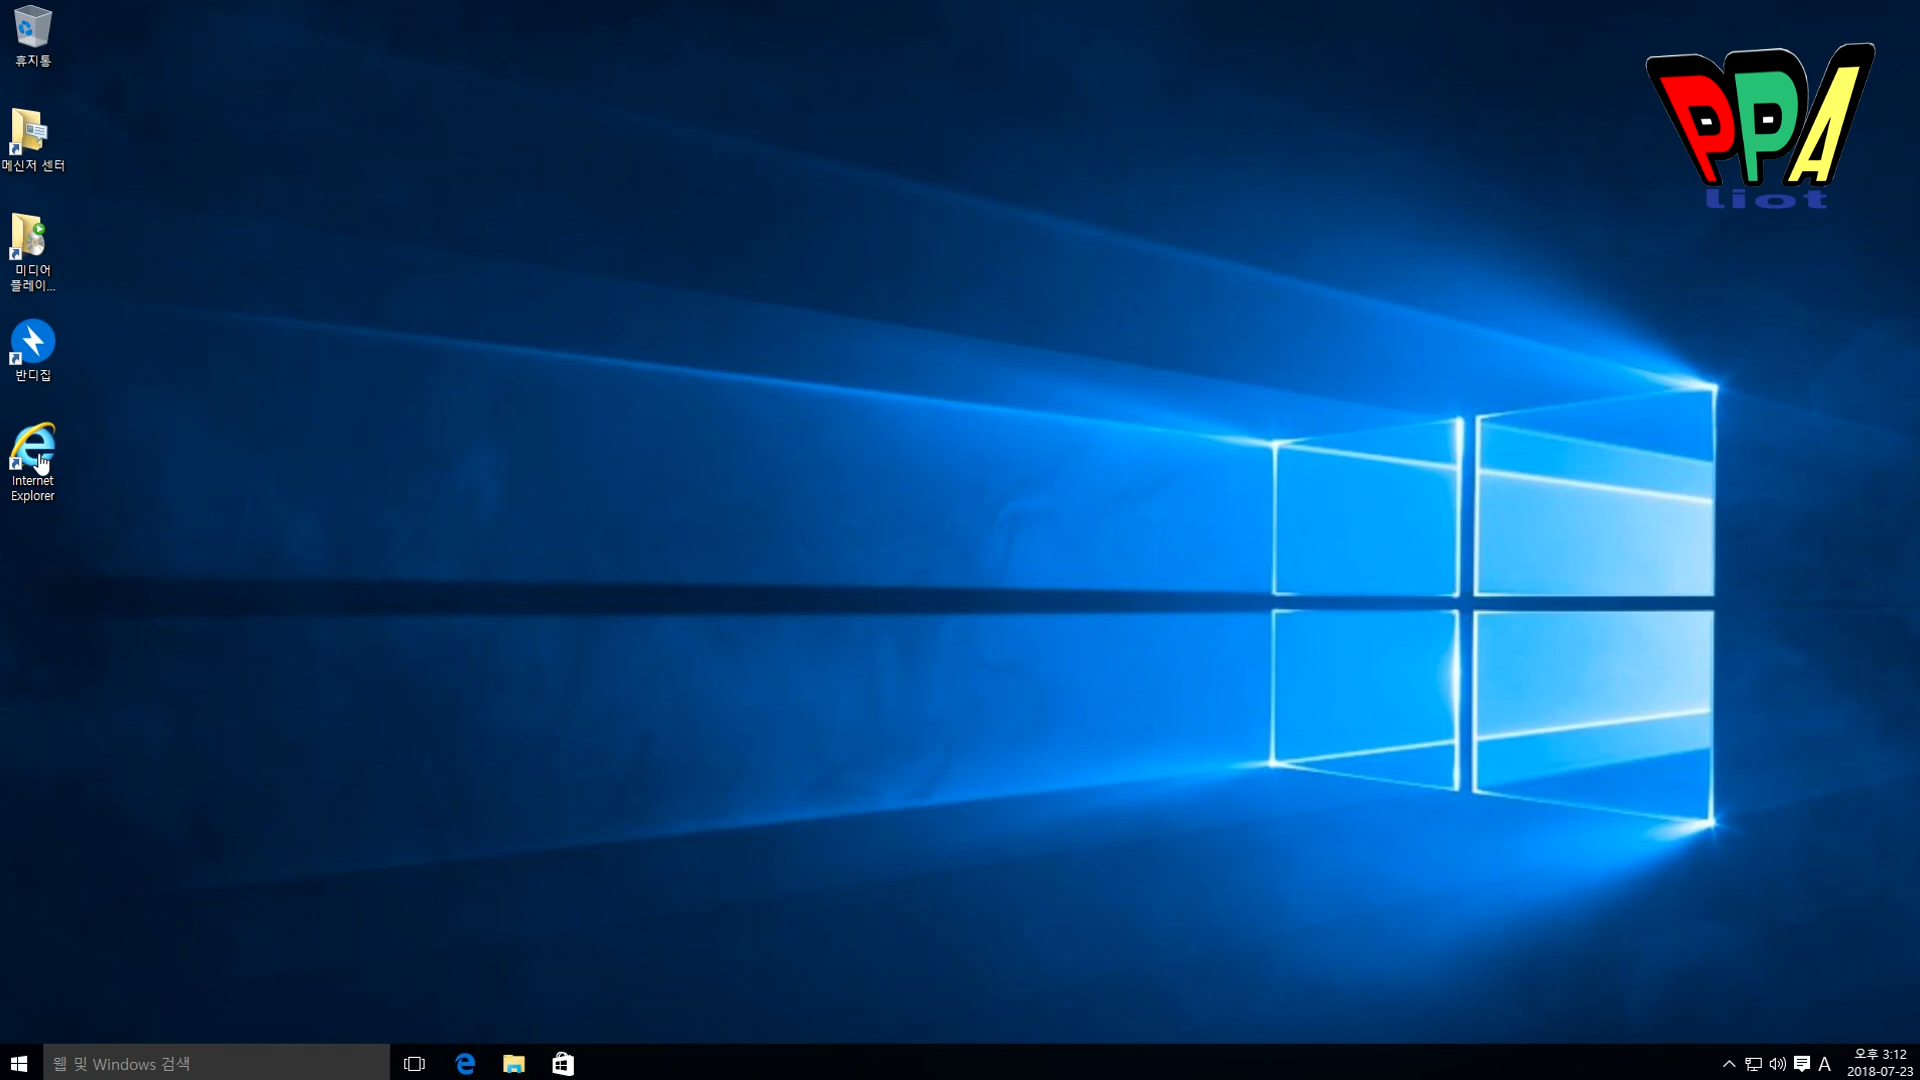 휴지통
PPA
liot
메신저 센터
미디어
플레이...
반디집
Internet
Explorer
웹 및 Windows 검색
A
오후 3:12
2018-07-23